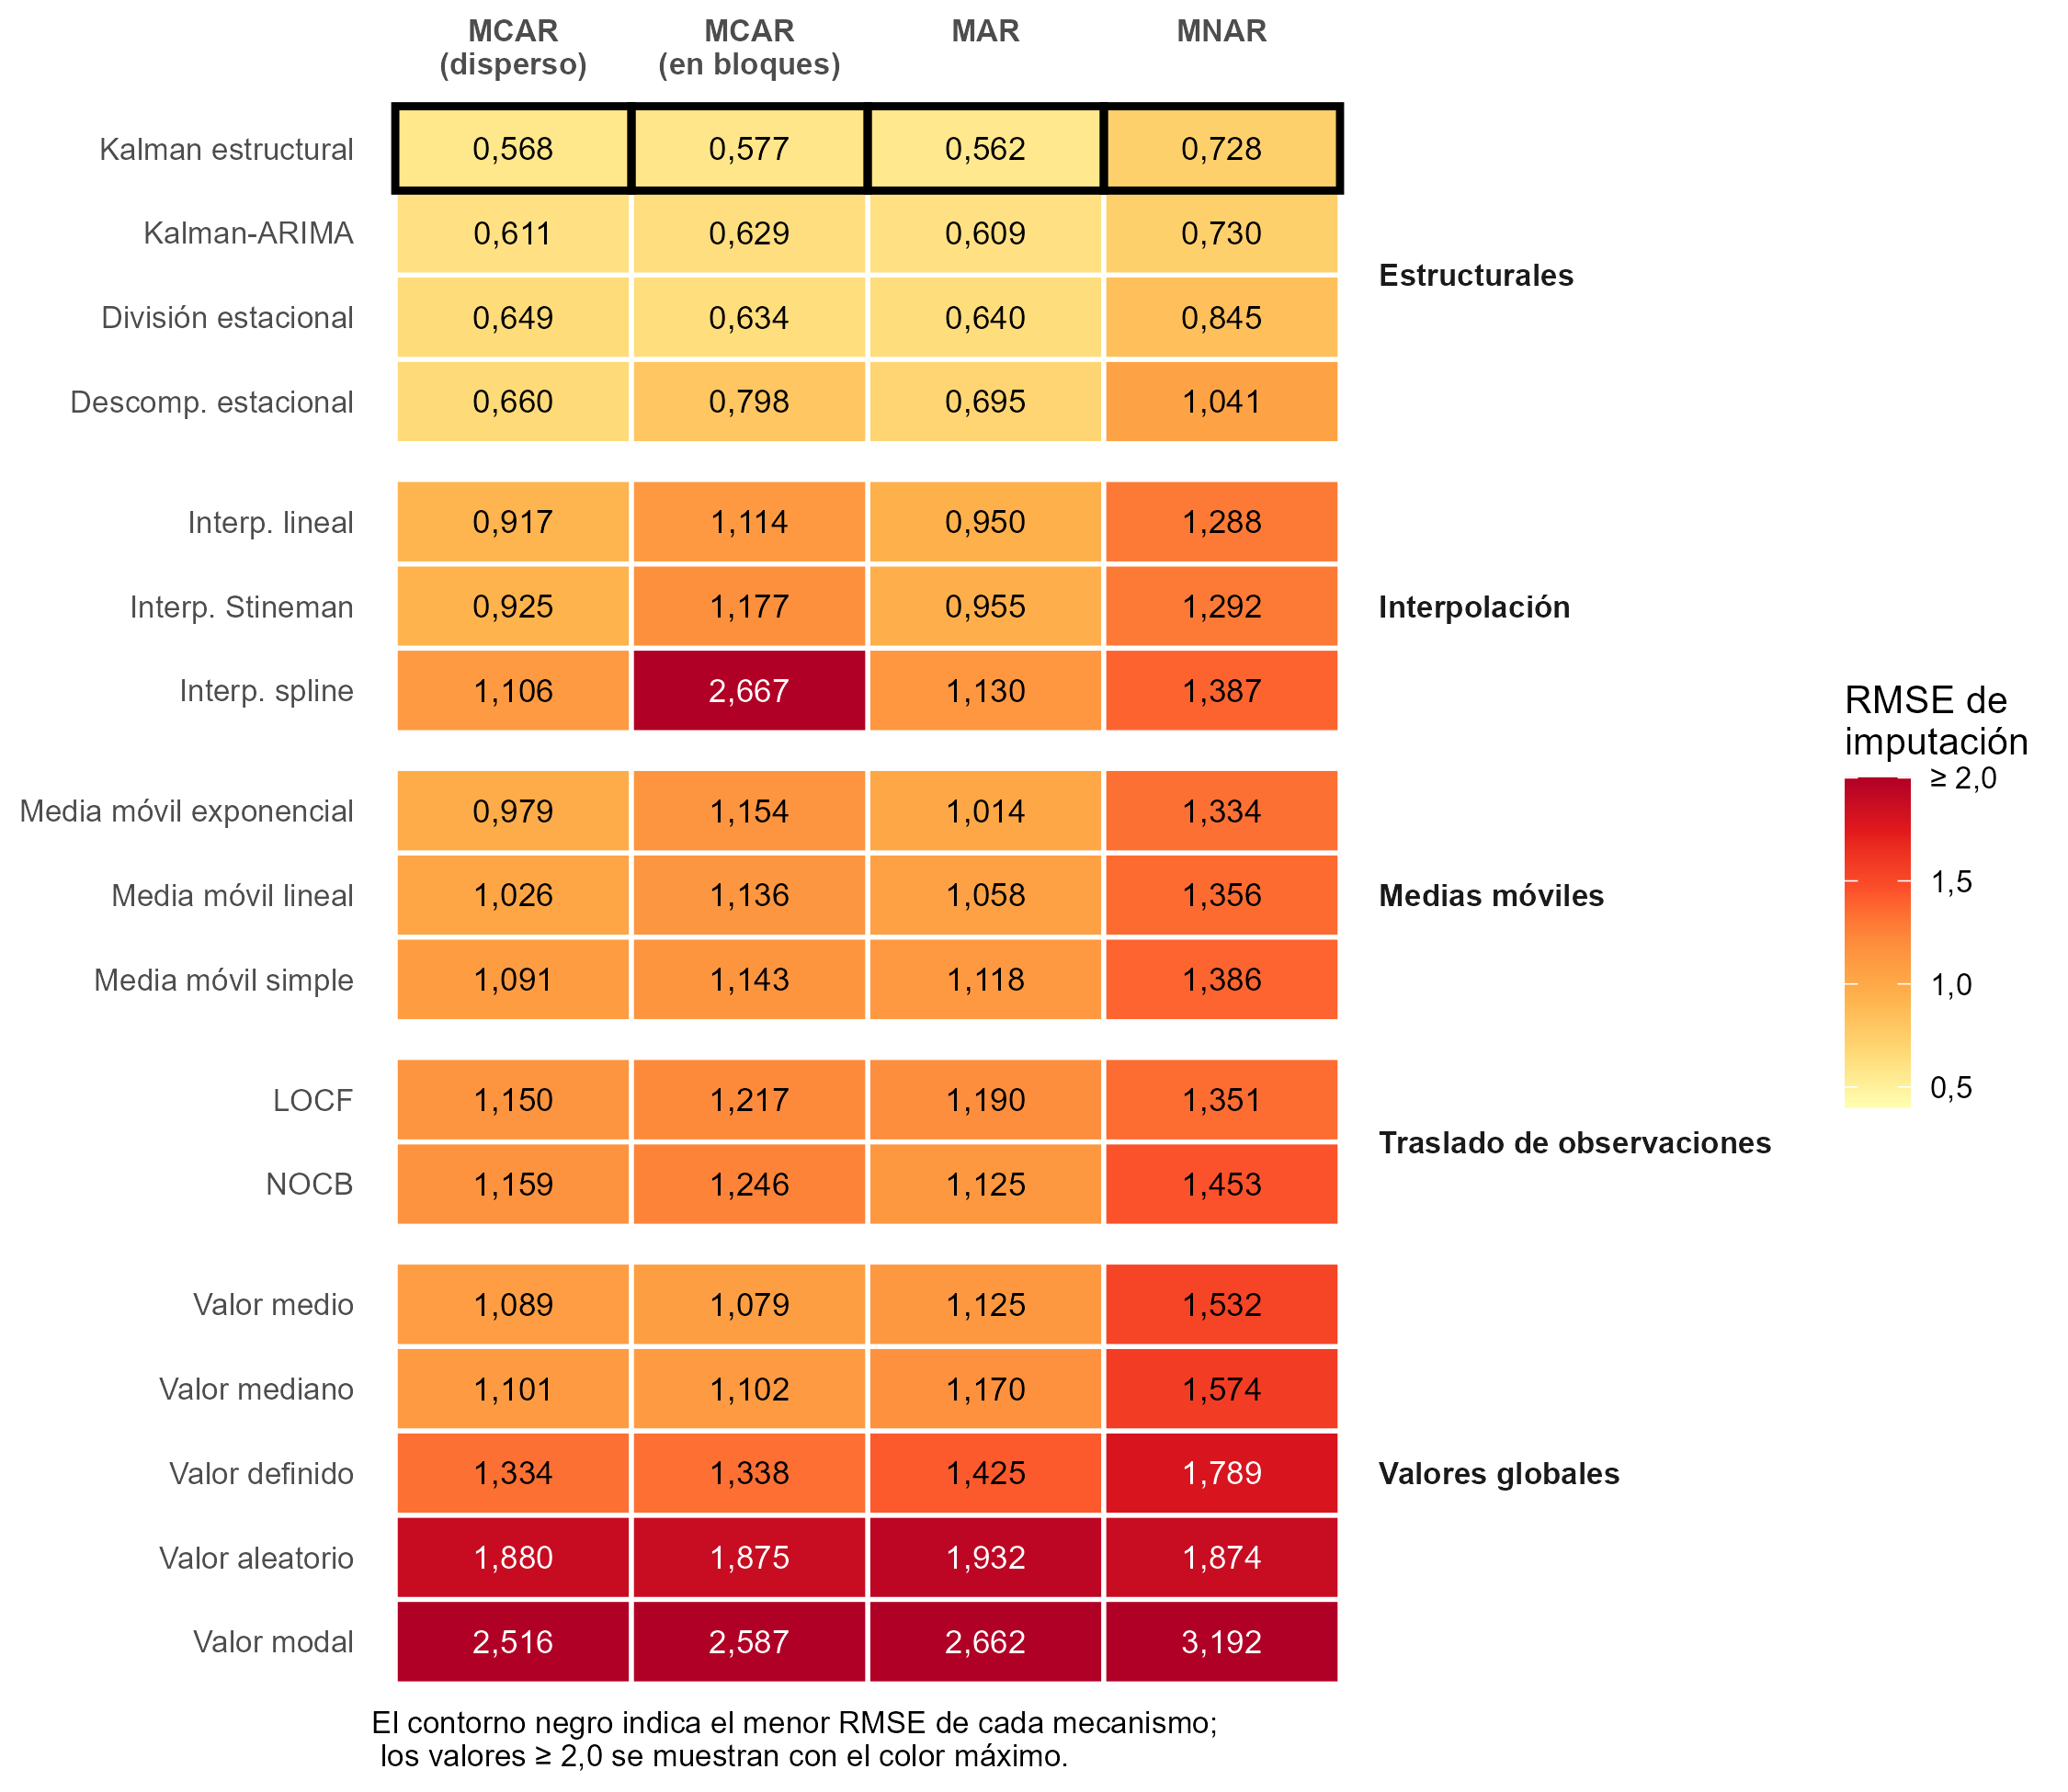 MCAR
(disperso)
MCAR
(en bloques)
MAR
MNAR
Kalman estructural 0,568 0,577 0,562 0,728
Kalman-ARIMA 0,611 0,629 0,609 0,730
División estacional 0,649 0,634 0,640 0,845
Descomp. estacional 0,660 0,798 0,695 1,041
Estructurales
Interp. lineal 0,917 1,114 0,950 1,288
Interp. Stineman 0,925 1,177 0,955 1,292
Interp. spline 1,106 2,667 1,130 1,387
Interpolación
Media móvil exponencial 0,979 1,154 1,014 1,334
Media móvil lineal 1,026 1,136 1,058 1,356
Media móvil simple 1,091 1,143 1,118 1,386
Medias móviles
LOCF 1,150 1,217 1,190 1,351
NOCB 1,159 1,246 1,125 1,453
Traslado de observaciones
Valor medio 1,089 1,079 1,125 1,532
Valor mediano 1,101 1,102 1,170 1,574
Valor definido 1,334 1,338 1,425 1,789
Valor aleatorio 1,880 1,875 1,932 1,874
Valor modal 2,516 2,587 2,662 3,192
Valores globales
RMSE de
imputación
≥ 2,0
1,5
1,0
0,5
El contorno negro indica el menor RMSE de cada mecanismo;
los valores ≥ 2,0 se muestran con el color máximo.